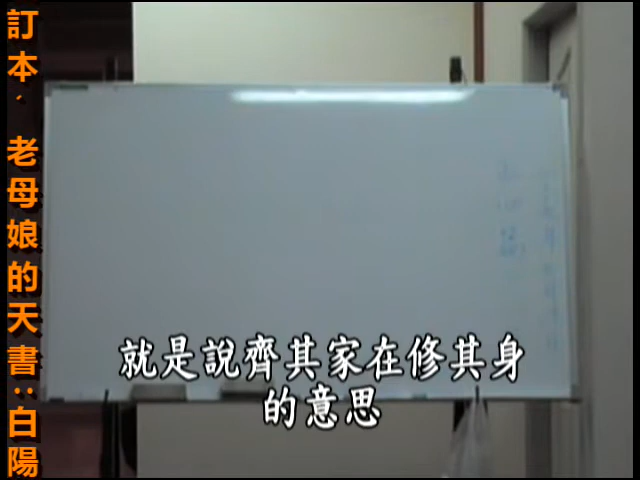 訂本．老母娘的天書：白陽
就是說齊其家在修其身
的意思